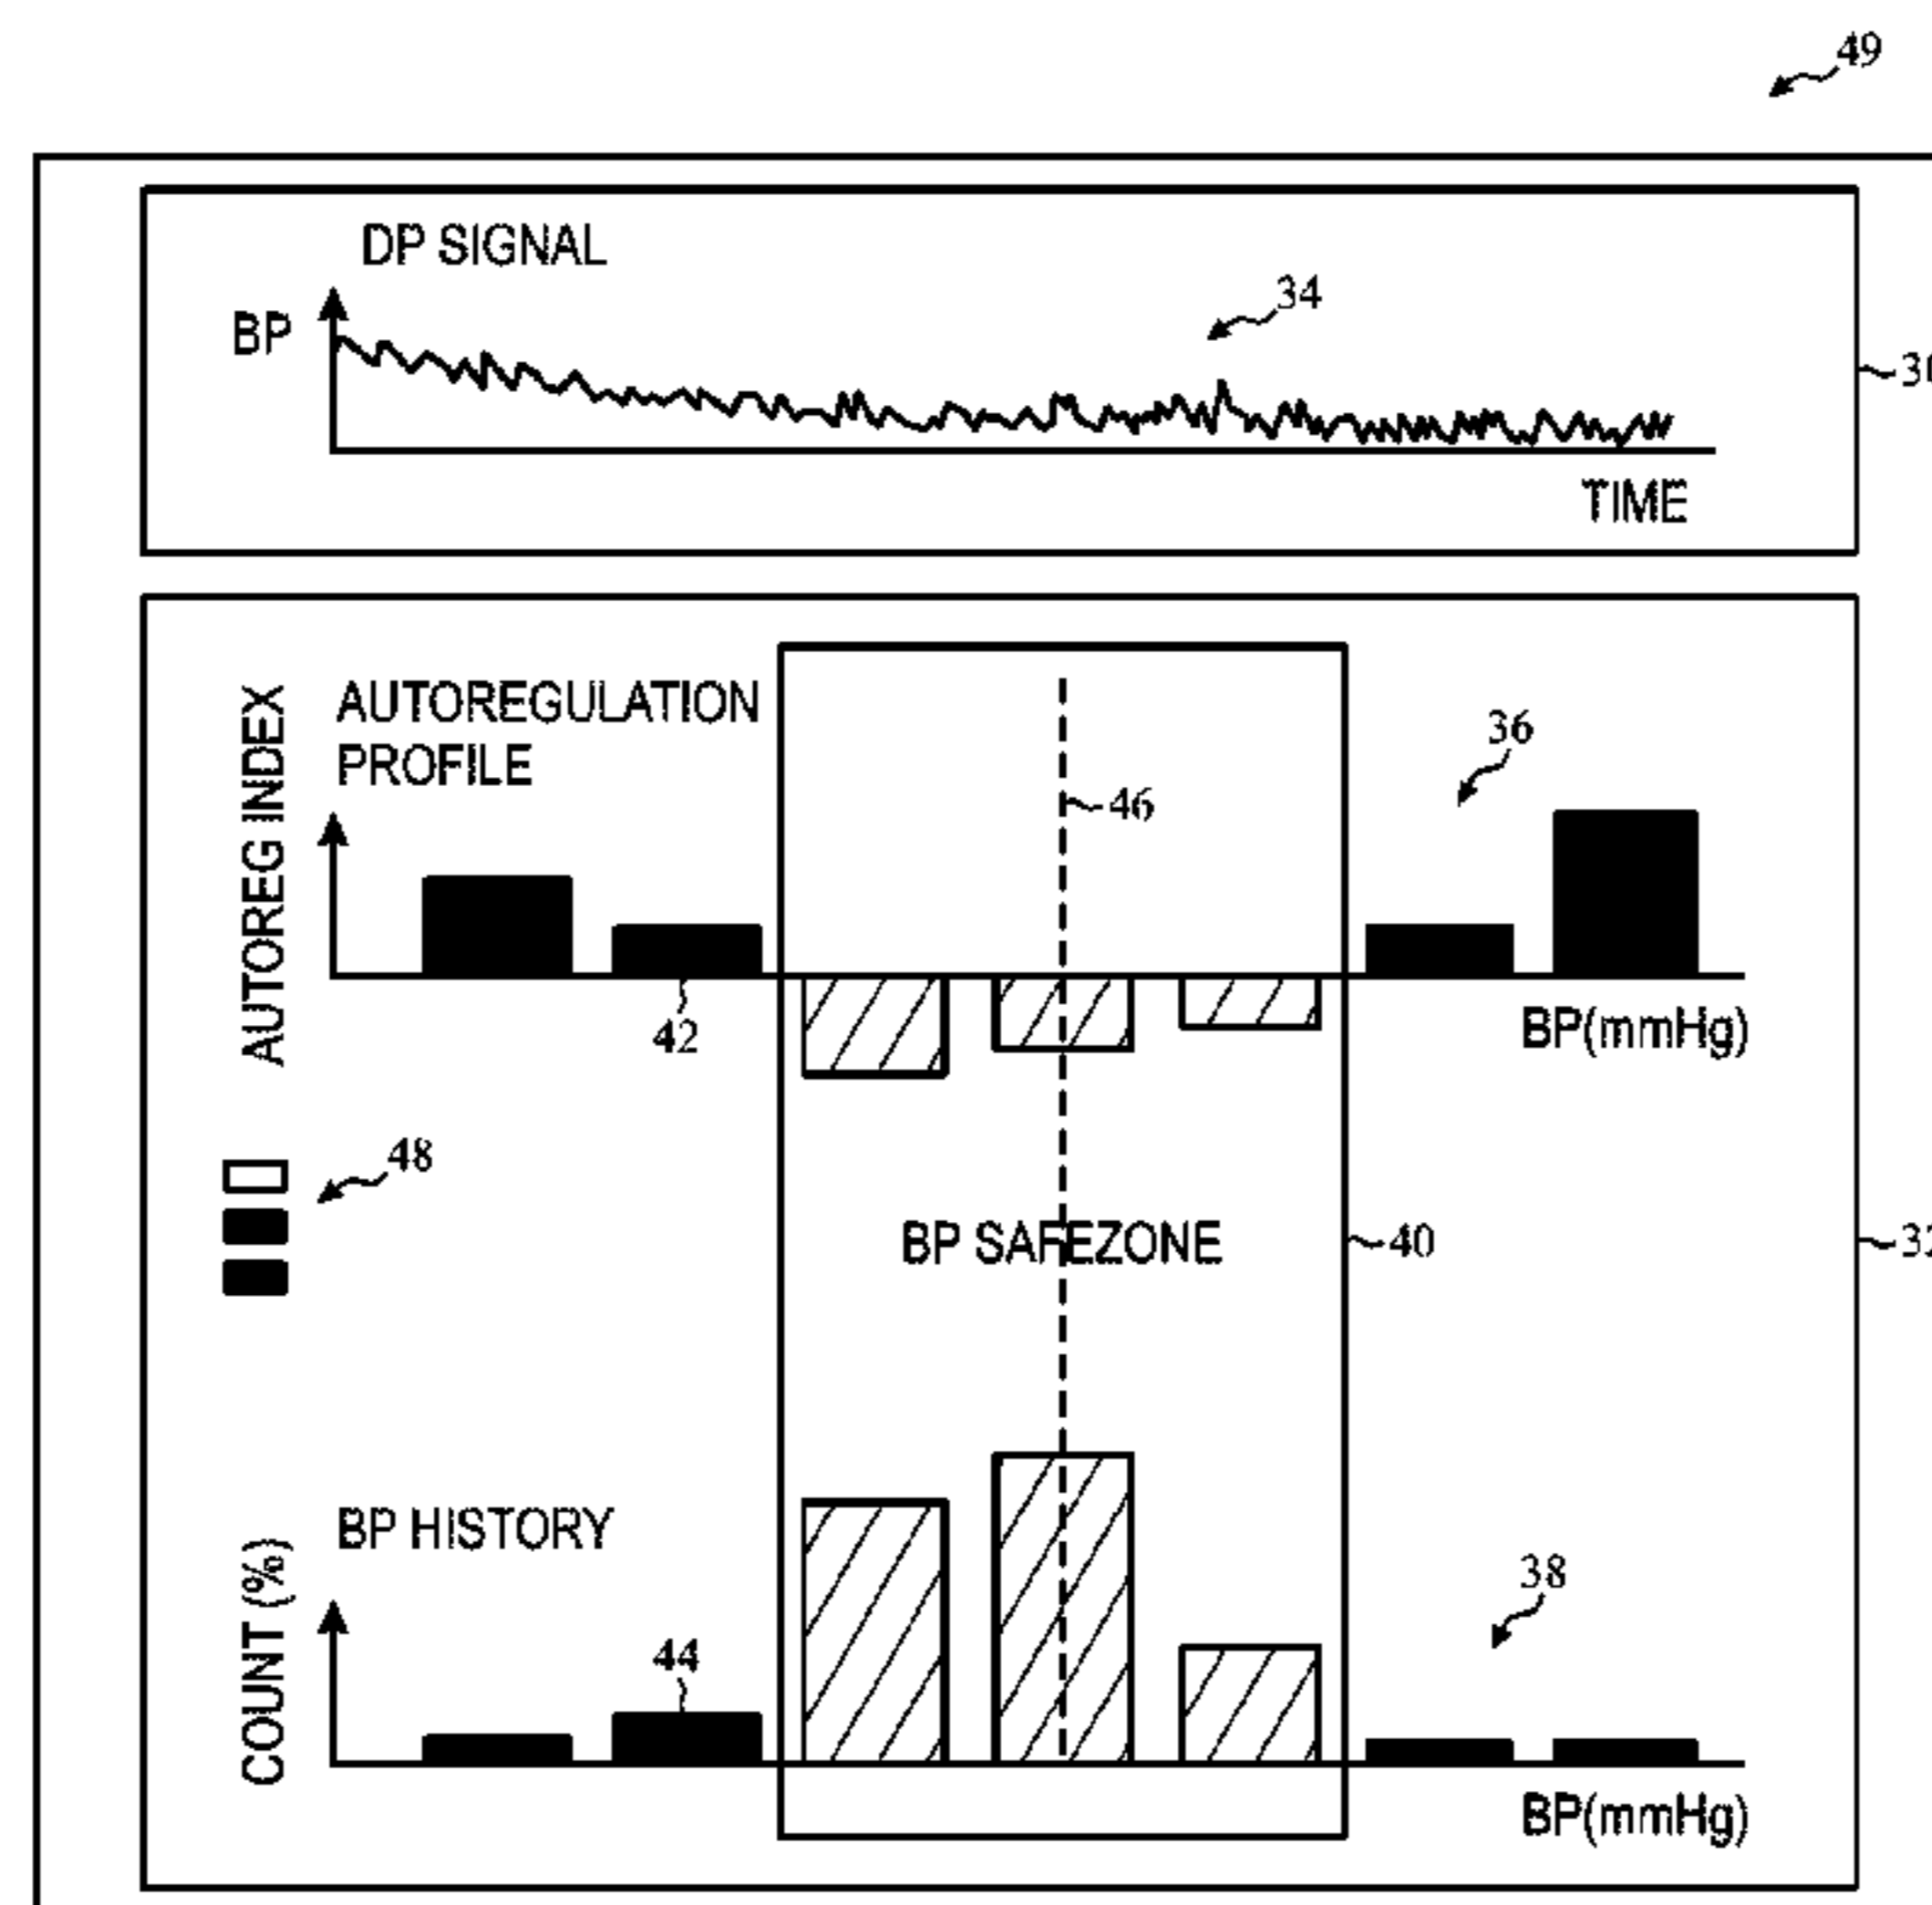 49
DP SIGNAL
BP
34
TIME
AUTOREG INDEX
AUTOREGULATION
PROFILE
36
46
42
BP(mmHg)
48
BP SAFEZONE
40
COUNT (%)
BP HISTORY
44
38
BP(mmHg)